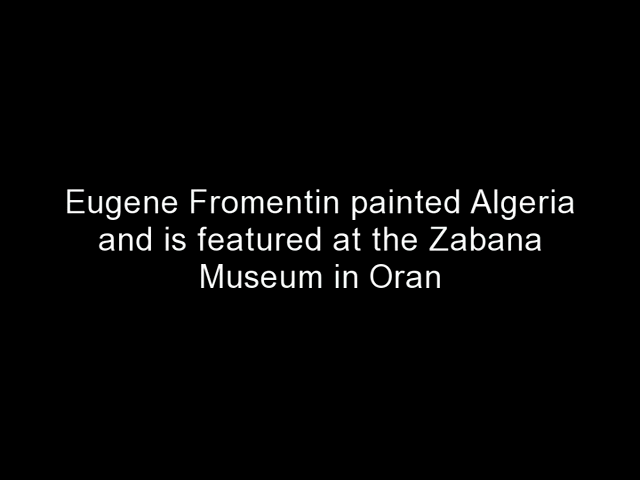 Eugene Fromentin painted Algeria
and is featured at the Zabana
Museum in Oran